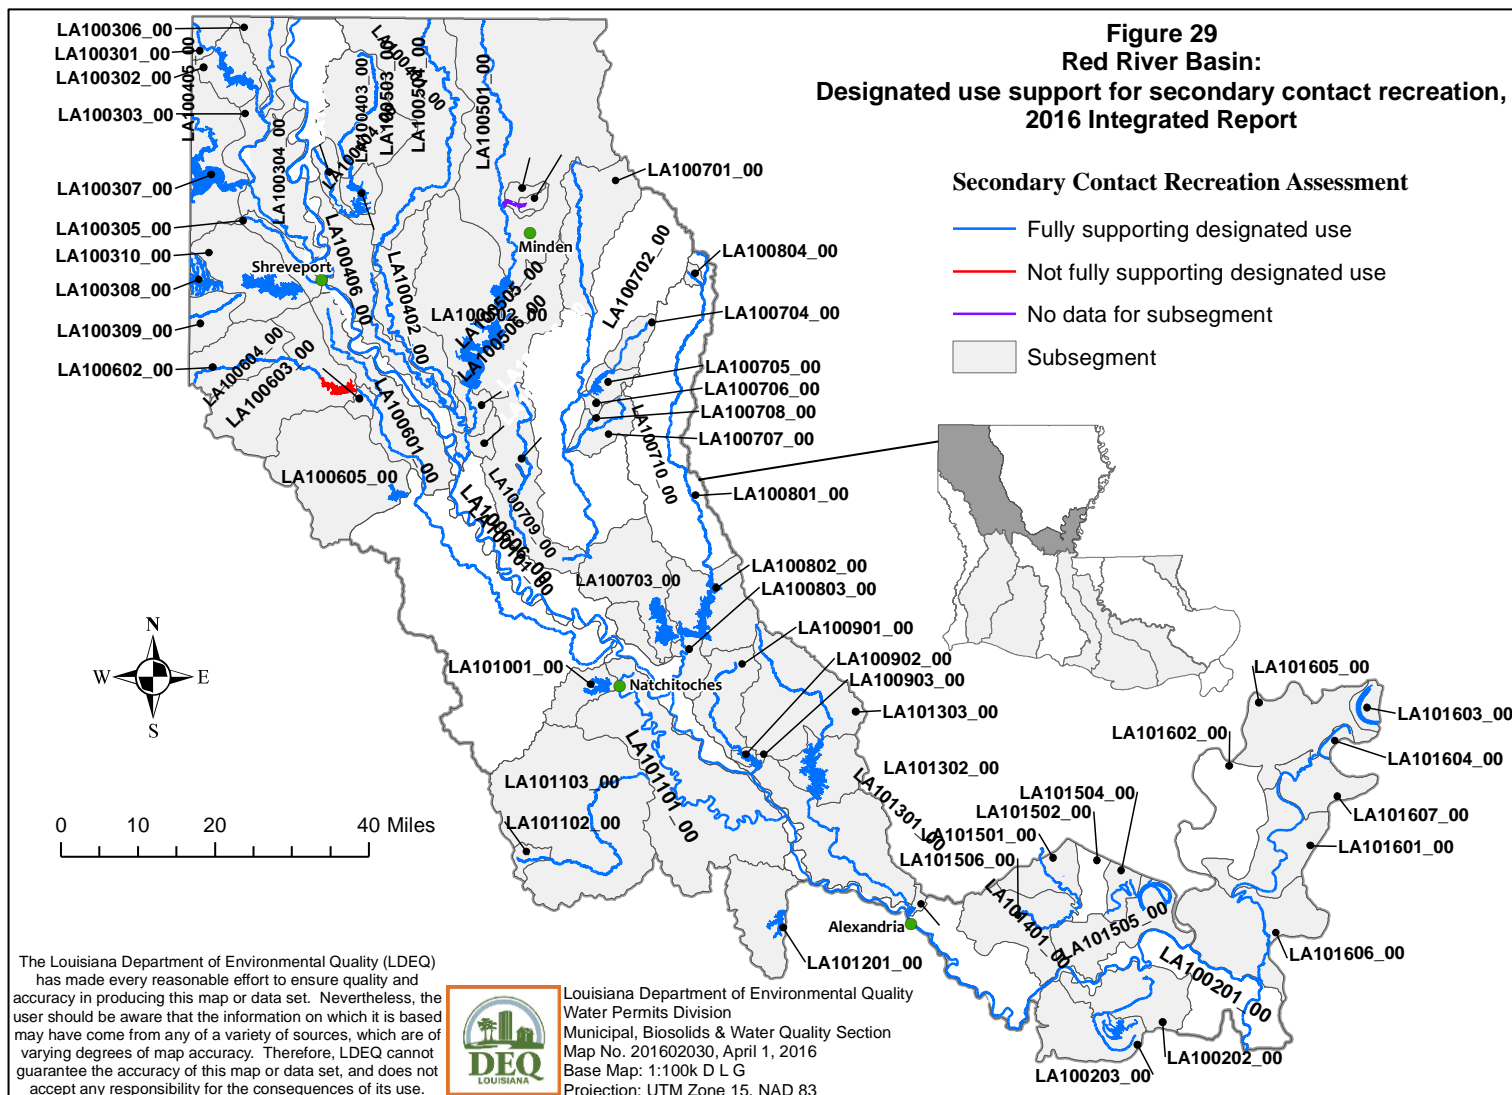 Figure 29
Red River Basin:
Designated use support for secondary contact recreation,
2016 Integrated Report
Secondary Contact Recreation Assessment
Fully supporting designated use
Not fully supporting designated use
No data for subsegment
Subsegment
LA100306_00
LA100301_00
LA100302_00
LA100303_00
LA100307_00
LA100305_00
LA100310_00
LA100308_00
LA100309_00
LA100602_00
LA100405_00
LA100304_00
LA100403_00
LA100503_00
LA100501_00
LA100406_00
LA100402_00
LA100505_00
LA100506_00
LA100604_00
LA100603_00
LA100601_00
LA100605_00
LA100606_00
LA100709_00
LA100701_00
LA100702_00
LA100804_00
LA100704_00
LA100705_00
LA100706_00
LA100708_00
LA100707_00
LA100710_00
LA100801_00
LA100802_00
LA100803_00
LA100703_00
LA100901_00
LA100902_00
LA100903_00
LA101303_00
LA101302_00
LA101301_00
LA101001_00
LA101103_00
LA101102_00
LA101101_00
LA101201_00
LA101504_00
LA101502_00
LA101501_00
LA101506_00
LA101401_00
LA101505_00
LA100201_00
LA100202_00
LA100203_00
LA101605_00
LA101603_00
LA101602_00
LA101604_00
LA101607_00
LA101601_00
LA101606_00
Shreveport
Minden
Natchitoches
Alexandria
N
W
E
S
0 10 20 40 Miles
The Louisiana Department of Environmental Quality (LDEQ)
has made every reasonable effort to ensure quality and
accuracy in producing this map or data set. Nevertheless, the
user should be aware that the information on which it is based
may have come from any of a variety of sources, which are of
varying degrees of map accuracy. Therefore, LDEQ cannot
guarantee the accuracy of this map or data set, and does not
accept any responsibility for the consequences of its use.
DEQ
LOUISIANA
Louisiana Department of Environmental Quality
Water Permits Division
Municipal, Biosolids & Water Quality Section
Map No. 201602030, April 1, 2016
Base Map: 1:100k D L G
Projection: UTM Zone 15, NAD 83